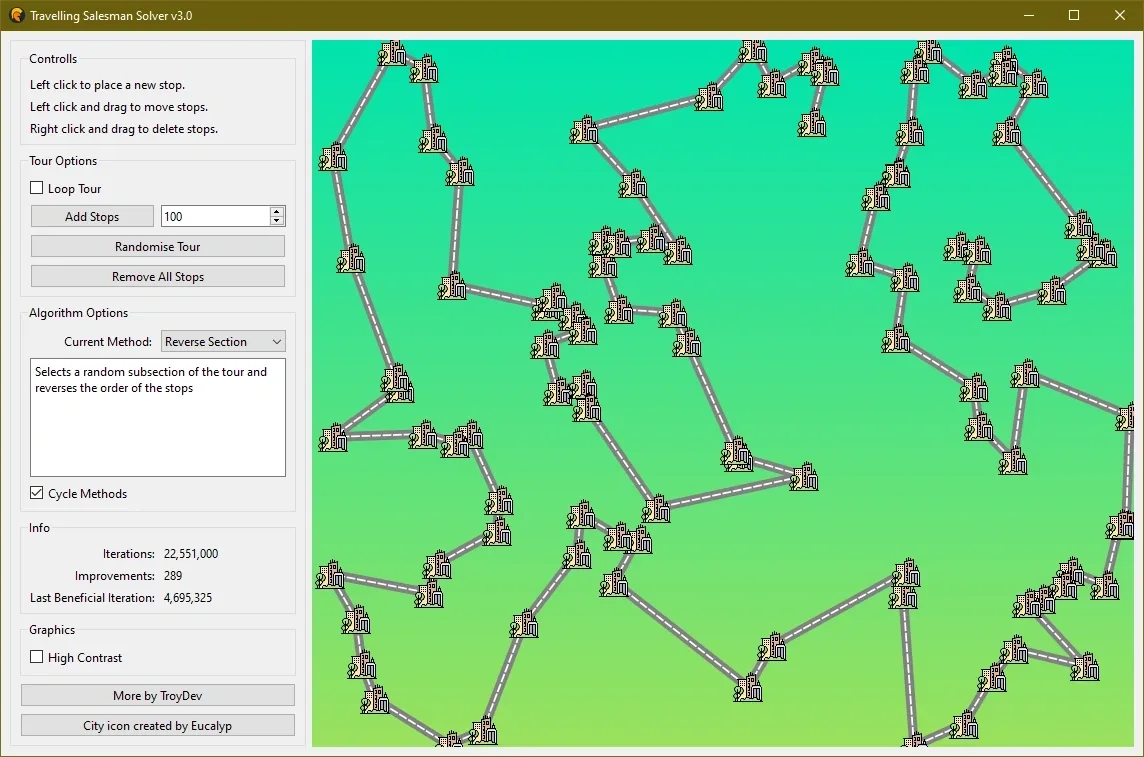 Travelling Salesman Solver v3.0
Controlls
Left click to place a new stop.
Left click and drag to move stops.
Right click and drag to delete stops.
Tour Options
Loop Tour
Add Stops 100
Randomise Tour
Remove All Stops
Algorithm Options
Current Method: Reverse Section
Selects a random subsection of the tour and
reverses the order of the stops
Cycle Methods
Info
Iterations: 22,551,000
Improvements: 289
Last Beneficial Iteration: 4,695,325
Graphics
High Contrast
More by TroyDev
City icon created by Eucalyp